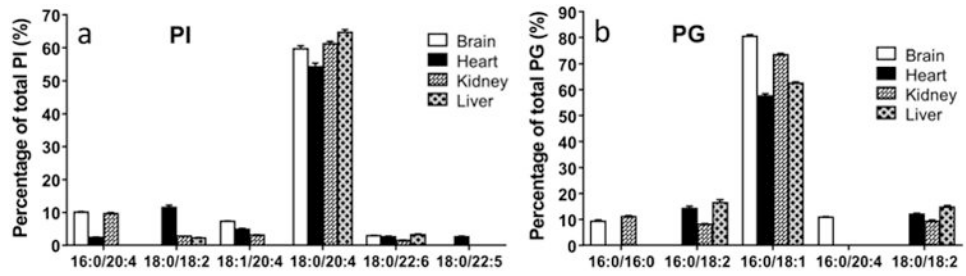 a PI
Percentage of total PI (%)
70
60
50
40
30
20
10
0
Brain
Heart
Kidney
Liver
16:0/20:4 18:0/18:2 18:1/20:4 18:0/20:4 18:0/22:6 18:0/22:5
b PG
Percentage of total PG (%)
90
80
70
60
50
40
30
20
10
0
Brain
Heart
Kidney
Liver
16:0/16:0 16:0/18:2 16:0/18:1 16:0/20:4 18:0/18:2